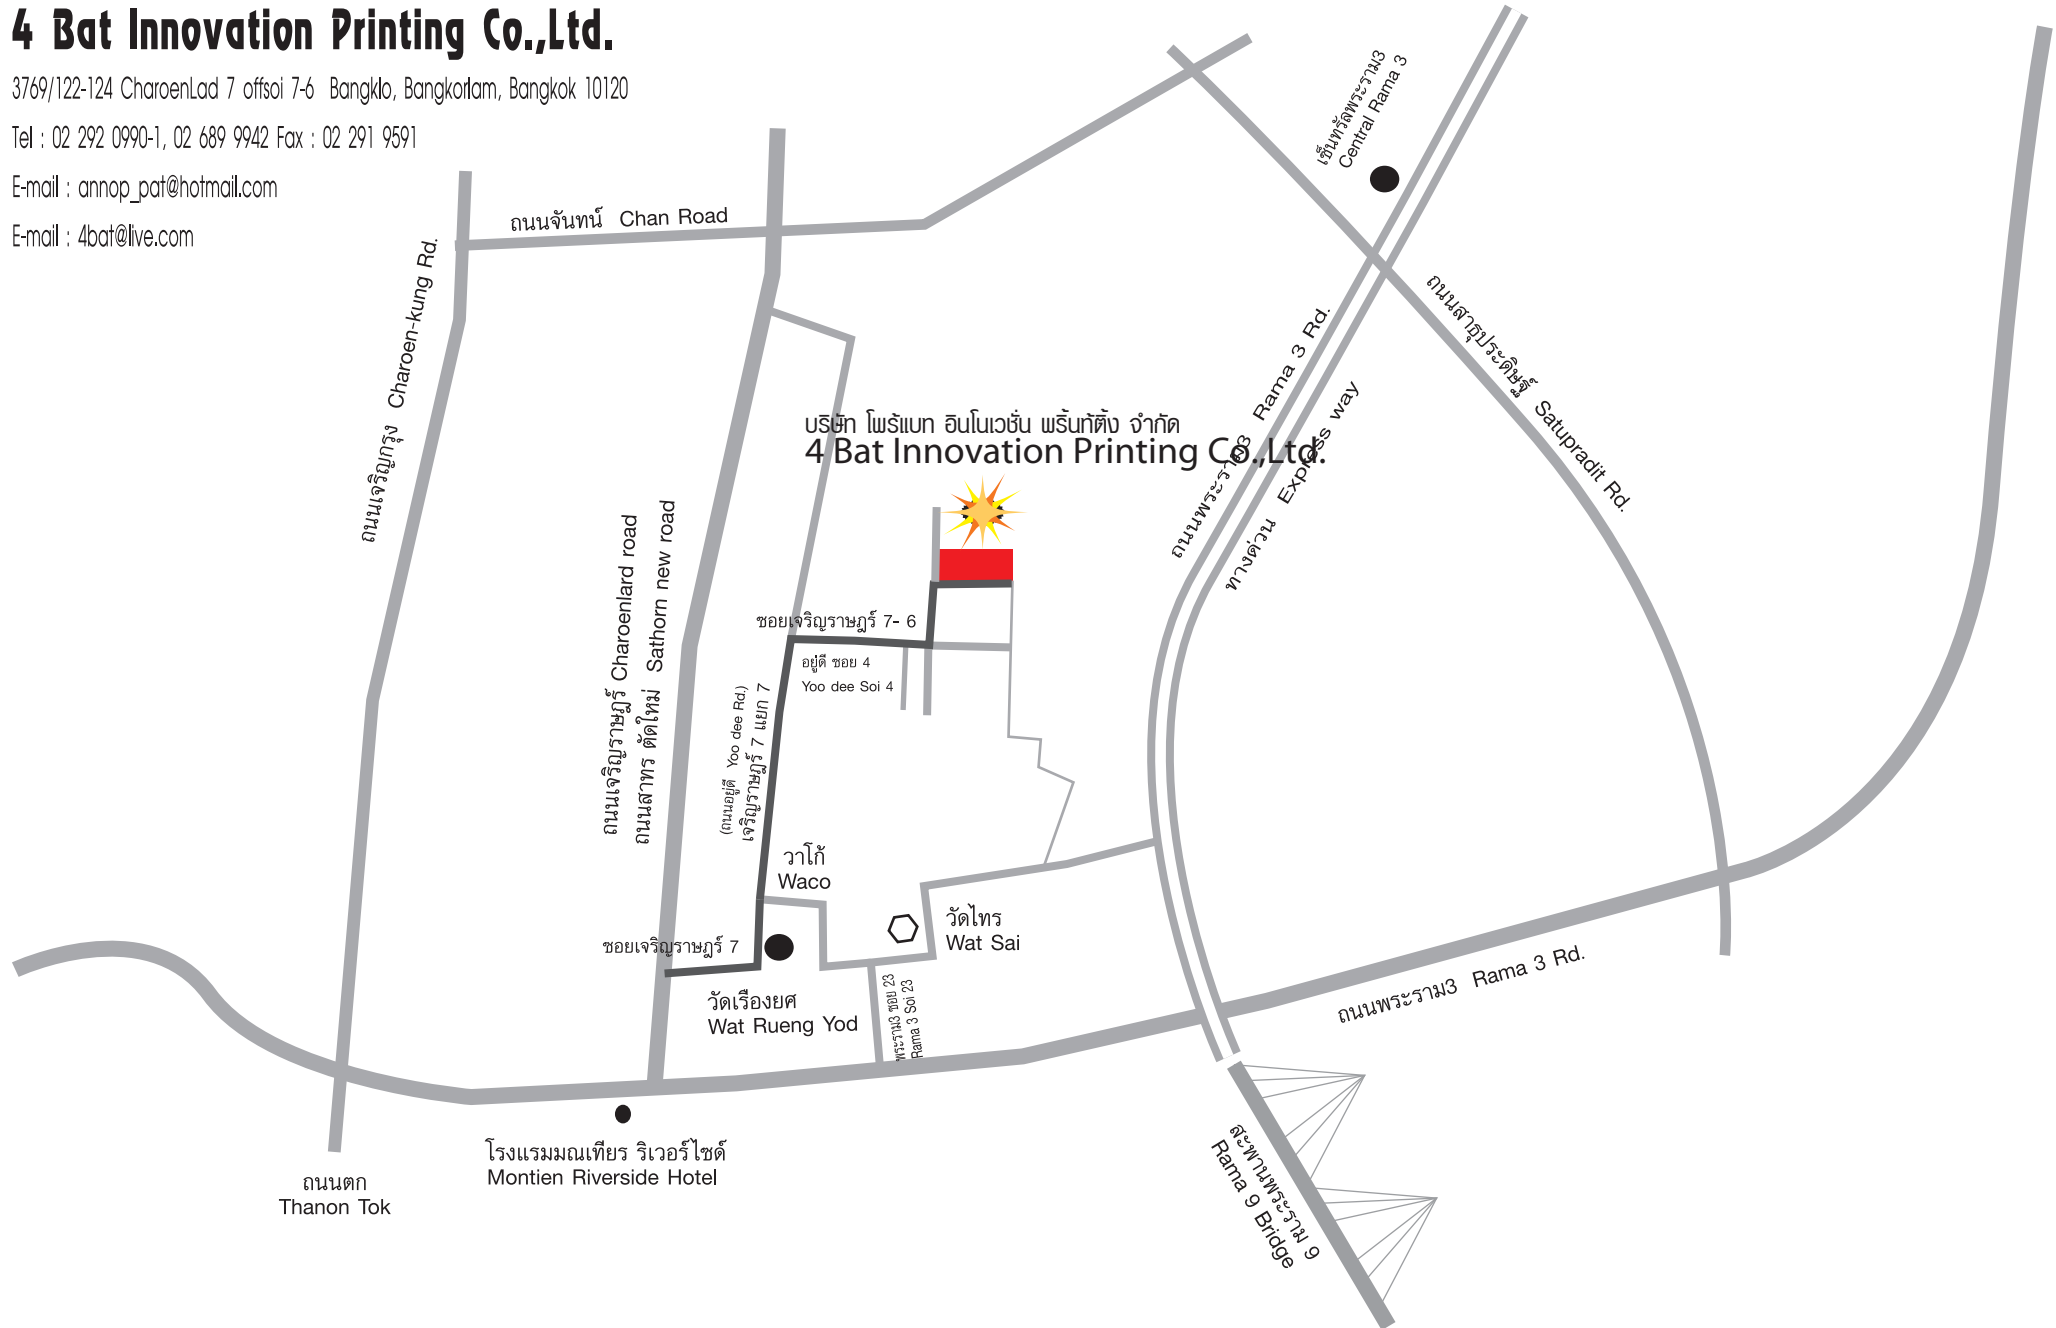 4 Bat Innovation Printing Co.,Ltd.
3769/122-124 CharoenLad 7 offsoi 7-6 Bangklo, Bangkorlam, Bangkok 10120
Tel : 02 292 0990-1, 02 689 9942 Fax : 02 291 9591
E-mail : annop_pat@hotmail.com
E-mail : 4bat@live.com
เซ็นทรัลพระราม3
Central Rama 3
ถนนจันทน์ Chan Road
ถนนเจริญกรุง Charoen-kung Rd.
ถนนสาธุประดิษฐ์ Satupradit Rd.
ถนนพระราม3 Rama 3 Rd.
ทางด่วน Express way
บริษัท โฟร์แบท อินโนเวชั่น พริ้นท์ติ้ง จำกัด
4 Bat Innovation Printing Co.,Ltd.
ถนนเจริญราษฎร์ Charoenlard road
ถนนสาทร ตัดใหม่ Sathorn new road
ซอยเจริญราษฎร์ 7- 6
อยู่ดี ซอย 4
Yoo dee Soi 4
(ถนนอยู่ดี Yoo dee Rd.)
เจริญราษฎร์ 7 แยก 7
วาโก้
Waco
วัดไทร
Wat Sai
ซอยเจริญราษฎร์ 7
วัดเรืองยศ
Wat Rueng Yod
พระราม3 ซอย 23
Rama 3 Soi 23
ถนนพระราม3 Rama 3 Rd.
โรงแรมมณเฑียร ริเวอร์ไซด์
Montien Riverside Hotel
ถนนตก
Thanon Tok
สะพานพระราม 9
Rama 9 Bridge